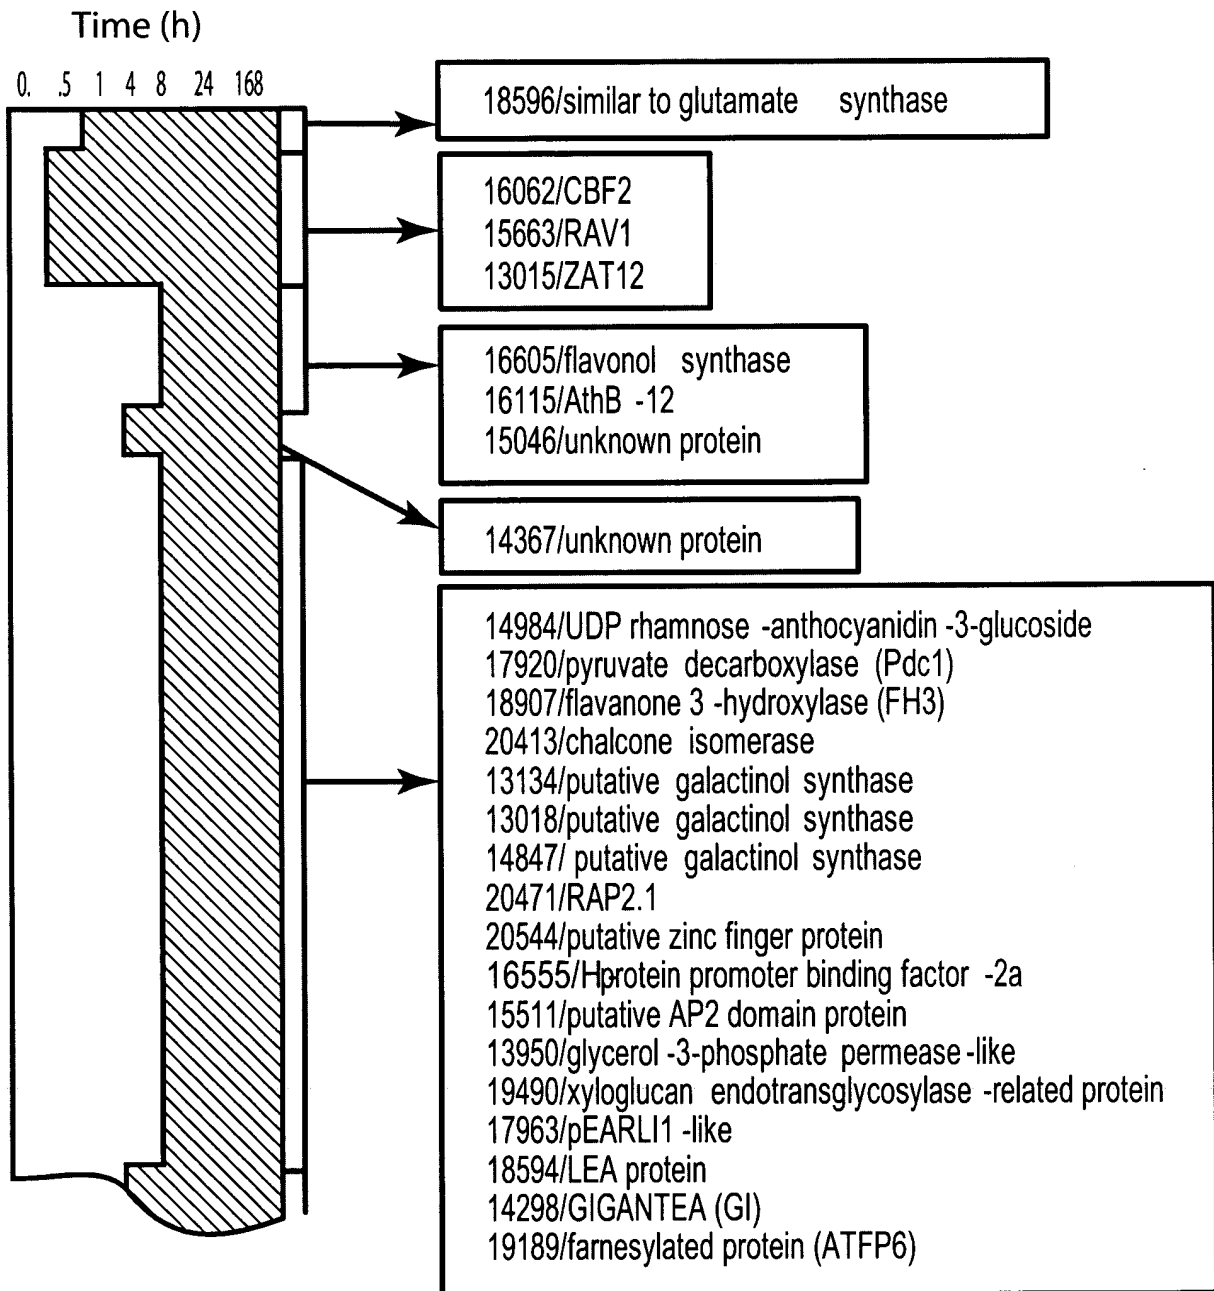 Time (h)
0. .5 1 4 8 24 168
18596/similar to glutamate synthase
16062/CBF2
15663/RAV1
13015/ZAT12
16605/flavonol synthase
16115/AthB -12
15046/unknown protein
14367/unknown protein
14984/UDP rhamnose -anthocyanidin -3-glucoside
17920/pyruvate decarboxylase (Pdc1)
18907/flavanone 3 -hydroxylase (FH3)
20413/chalcone isomerase
13134/putative galactinol synthase
13018/putative galactinol synthase
14847/ putative galactinol synthase
20471/RAP2.1
20544/putative zinc finger protein
16555/Hprotein promoter binding factor -2a
15511/putative AP2 domain protein
13950/glycerol -3-phosphate permease -like
19490/xyloglucan endotransglycosylase -related protein
17963/pEARLI1 -like
18594/LEA protein
14298/GIGANTEA (GI)
19189/farnesylated protein (ATFP6)